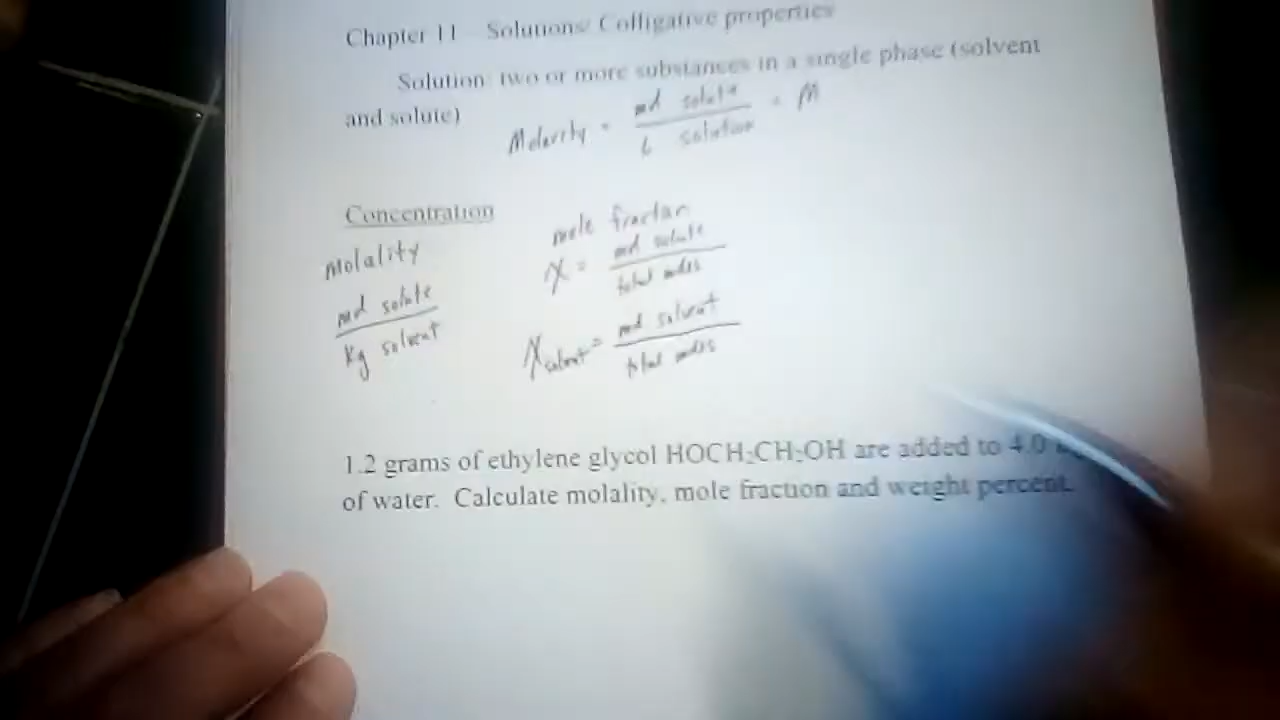 Chapter 11 Solutions/ Colligative properties
Solution: two or more substances in a single phase (solvent
and solute)
Molarity = mol solute / L solution = M
Concentration
molality
mol solute / kg solvent
mole fraction
X = mol solute / total moles
Xsolvent = mol solvent / total moles
1.2 grams of ethylene glycol HOCH₂CH₂OH are added to 4.0
of water. Calculate molality, mole fraction and weight percent.